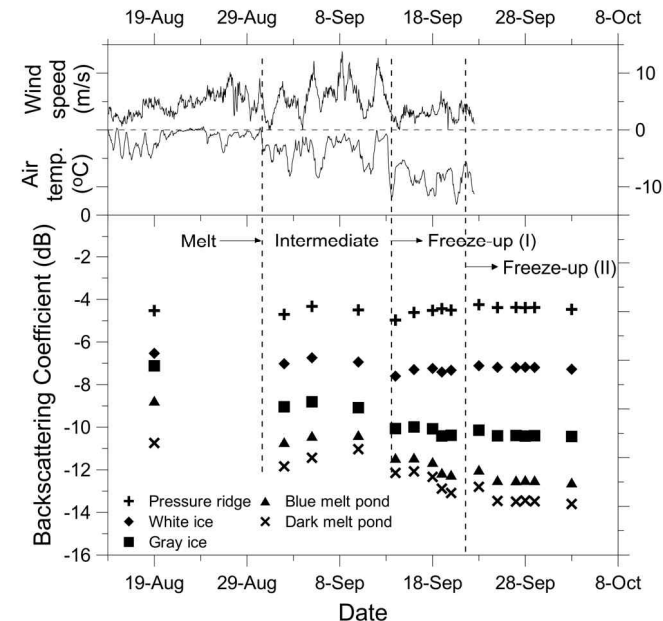 19-Aug 29-Aug 8-Sep 18-Sep 28-Sep 8-Oct
Wind
speed
(m/s)
10
0
Air
temp.
(ºC)
-10
0
Melt Intermediate Freeze-up (I)
Freeze-up (II)
Backscattering Coefficient (dB)
-2
-4
-6
-8
-10
-12
-14
-16
Pressure ridge Blue melt pond
White ice Dark melt pond
Gray ice
19-Aug 29-Aug 8-Sep 18-Sep 28-Sep 8-Oct
Date